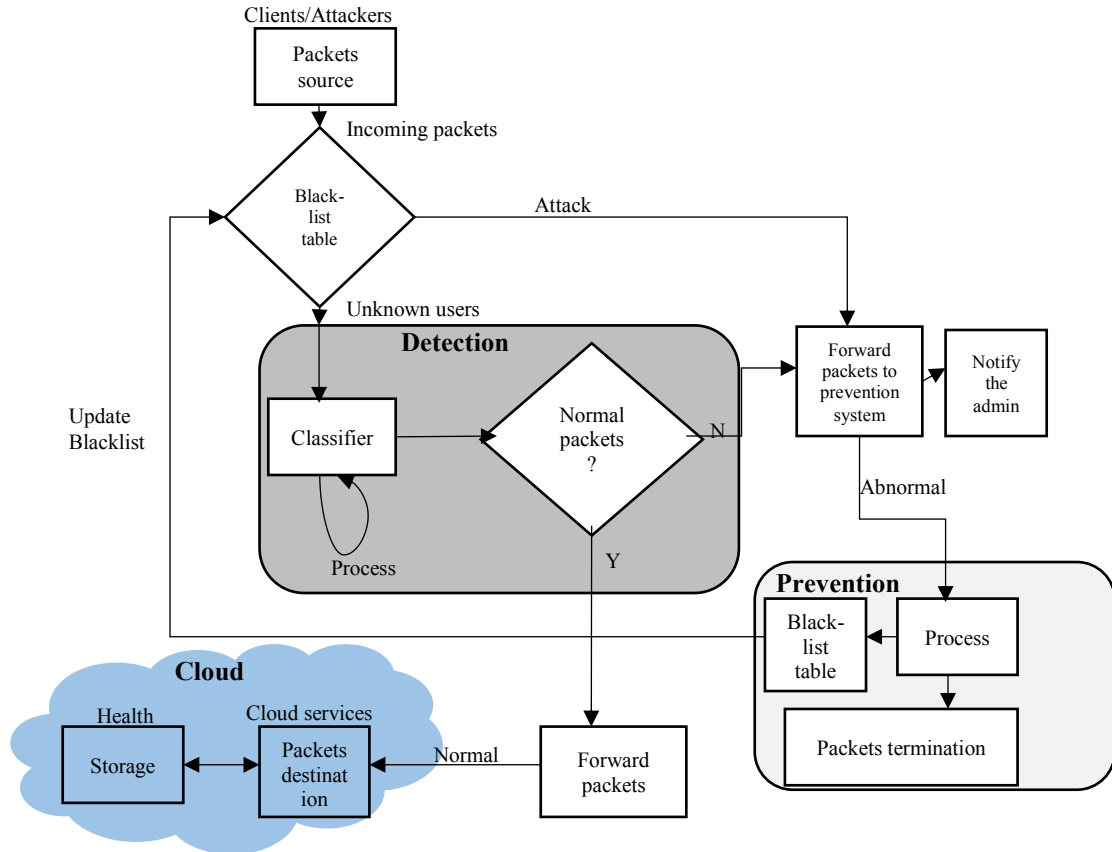 Clients/Attackers
Packets
source
Incoming packets
Black-
list
table
Attack
Unknown users
Detection
Forward
packets to
prevention
system
Notify
the
admin
Update
Blacklist
Classifier
Normal
packets
?
N
Process
Y
Abnormal
Prevention
Black-
list
table
Process
Packets termination
Cloud
Health
Storage
Cloud services
Packets
destinat
ion
Normal
Forward
packets